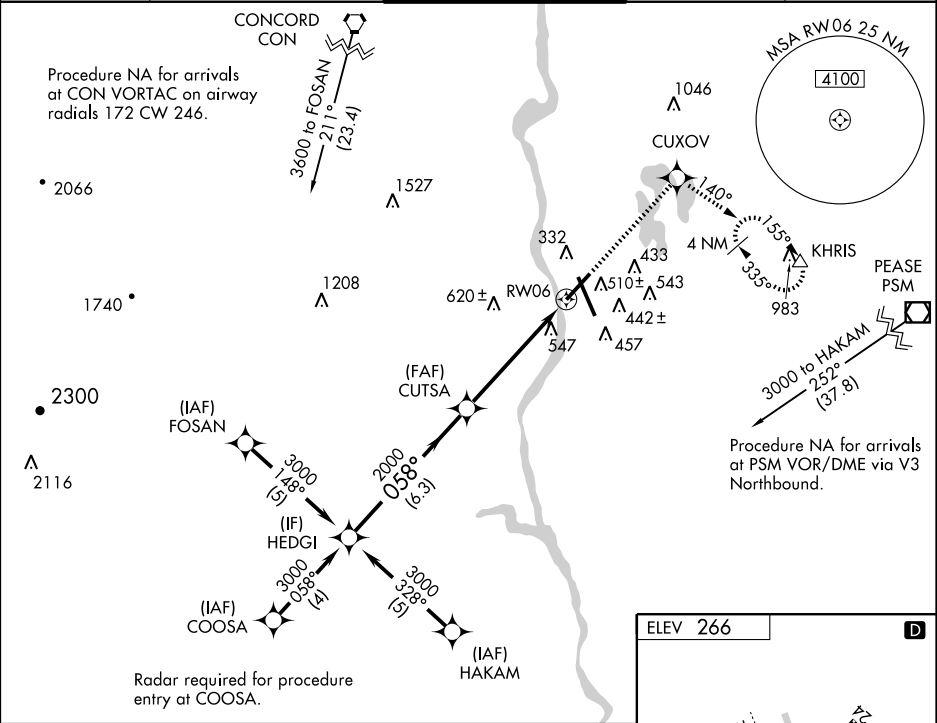 CONCORD
CON
Procedure NA for arrivals
at CON VORTAC on airway
radials 172 CW 246.
3600 to FOSAN
211°
(23.4)
MSA RW06 25 NM
4100
1046
CUXOV
2066
1527
140°
4 NM
155°
335°
KHRIS
983
332
433
1208
1740
620±
RW06
510±
543
442±
547
457
PEASE
PSM
3000 to HAKAM
252°
(37.8)
Procedure NA for arrivals
at PSM VOR/DME via V3
Northbound.
(FAF)
CUTSA
2300
2116
(IAF)
FOSAN
3000
148°
(5)
2000
058°
(6.3)
(IF)
HEDGI
3000
058°
(4)
3000
328°
(5)
(IAF)
COOSA
(IAF)
HAKAM
Radar required for procedure
entry at COOSA.
ELEV 266
D
24